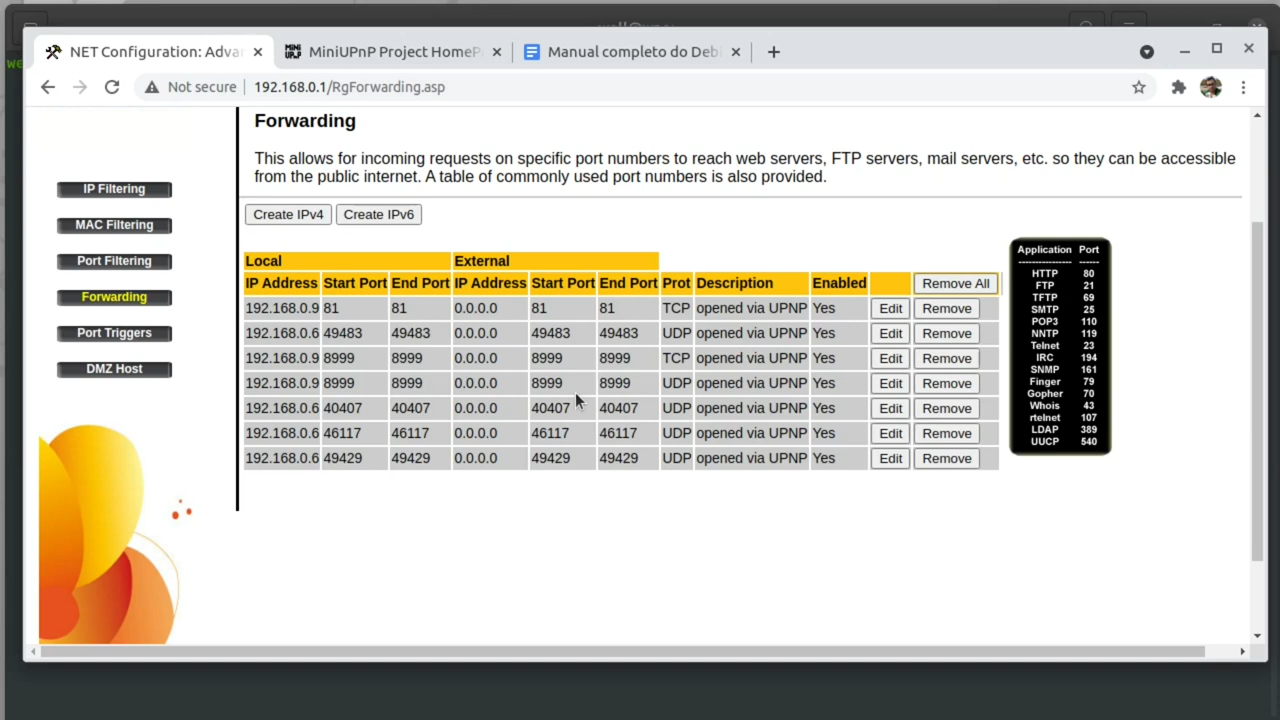 NET Configuration: Adva
MiniUPnP Project HomeP
Manual completo do Deb
Not secure
192.168.0.1/RgForwarding.asp
IP Filtering
MAC Filtering
Port Filtering
Forwarding
Port Triggers
DMZ Host
Forwarding
This allows for incoming requests on specific port numbers to reach web servers, FTP servers, mail servers, etc. so they can be accessible
from the public internet. A table of commonly used port numbers is also provided.
Create IPv4 Create IPv6
Local External
IP Address Start Port End Port IP Address Start Port End Port Prot Description Enabled Remove All
192.168.0.9 81 81 0.0.0.0 81 81 TCP opened via UPNP Yes Edit Remove
192.168.0.6 49483 49483 0.0.0.0 49483 49483 UDP opened via UPNP Yes Edit Remove
192.168.0.9 8999 8999 0.0.0.0 8999 8999 TCP opened via UPNP Yes Edit Remove
192.168.0.9 8999 8999 0.0.0.0 8999 8999 UDP opened via UPNP Yes Edit Remove
192.168.0.6 40407 40407 0.0.0.0 40407 40407 UDP opened via UPNP Yes Edit Remove
192.168.0.6 46117 46117 0.0.0.0 46117 46117 UDP opened via UPNP Yes Edit Remove
192.168.0.6 49429 49429 0.0.0.0 49429 49429 UDP opened via UPNP Yes Edit Remove
Application Port
---------------- ------
HTTP 80
FTP 21
TFTP 69
SMTP 25
POP3 110
NNTP 119
Telnet 23
IRC 194
SNMP 161
Finger 79
Gopher 70
Whois 43
rtelnet 107
LDAP 389
UUCP 540